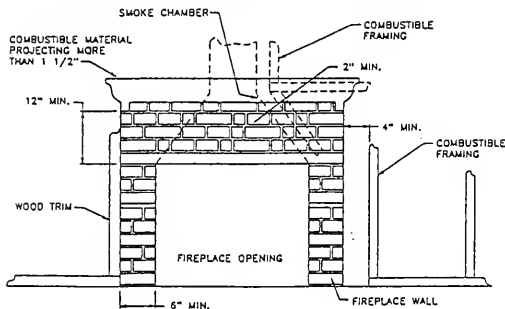 SMOKE CHAMBER
COMBUSTIBLE
FRAMING
COMBUSTIBLE MATERIAL
PROJECTING MORE
THAN 1 1/2"
2" MIN.
12" MIN.
4" MIN.
COMBUSTIBLE
FRAMING
WOOD TRIM
FIREPLACE OPENING
FIREPLACE WALL
6" MIN.